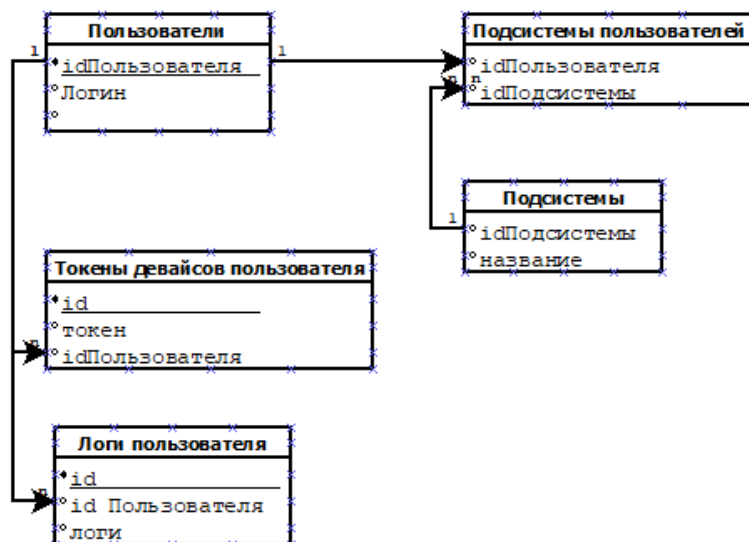 Пользователи
1
1
idПользователя
Логин
Подсистемы пользователей
idПользователя
n
n
idПодсистемы
Подсистемы
1
idПодсистемы
название
Токены девайсов пользователя
id
токен
n
idПользователя
Логи пользователя
id
n
id Пользователя
логи